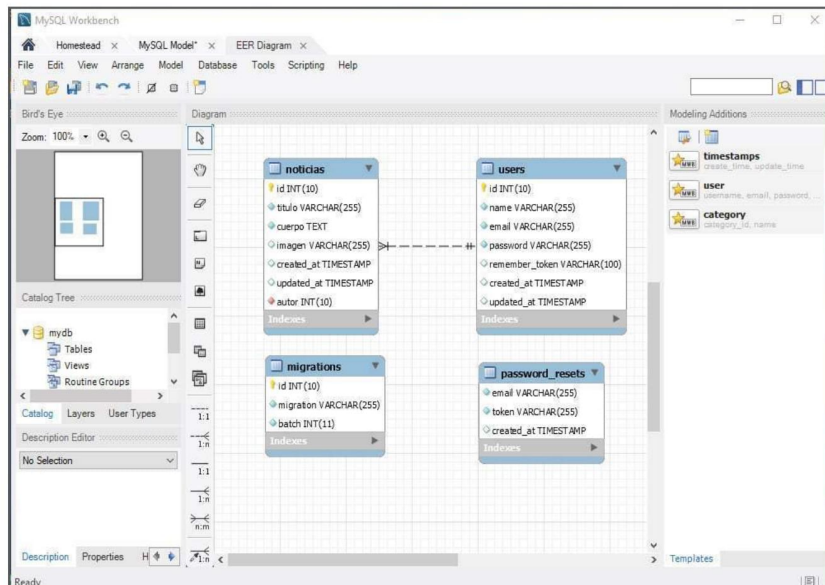 MySQL Workbench
Homestead × MySQL Model* × EER Diagram ×
File Edit View Arrange Model Database Tools Scripting Help
Bird's Eye
Zoom: 100%
Catalog Tree
mydb
Tables
Views
Routine Groups
Catalog Layers User Types
Description Editor
No Selection
Description Properties H
Ready
Diagram
1:1
1:n
1:1
1:n
n:m
1:n
noticias
id INT(10)
titulo VARCHAR(255)
cuerpo TEXT
imagen VARCHAR(255)
created_at TIMESTAMP
updated_at TIMESTAMP
autor INT(10)
Indexes
users
id INT(10)
name VARCHAR(255)
email VARCHAR(255)
password VARCHAR(255)
remember_token VARCHAR(100)
created_at TIMESTAMP
updated_at TIMESTAMP
Indexes
migrations
id INT(10)
migration VARCHAR(255)
batch INT(11)
Indexes
password_resets
email VARCHAR(255)
token VARCHAR(255)
created_at TIMESTAMP
Indexes
Modeling Additions
timestamps
create_time, update_time
user
username, email, password, ...
category
category_id, name
Templates